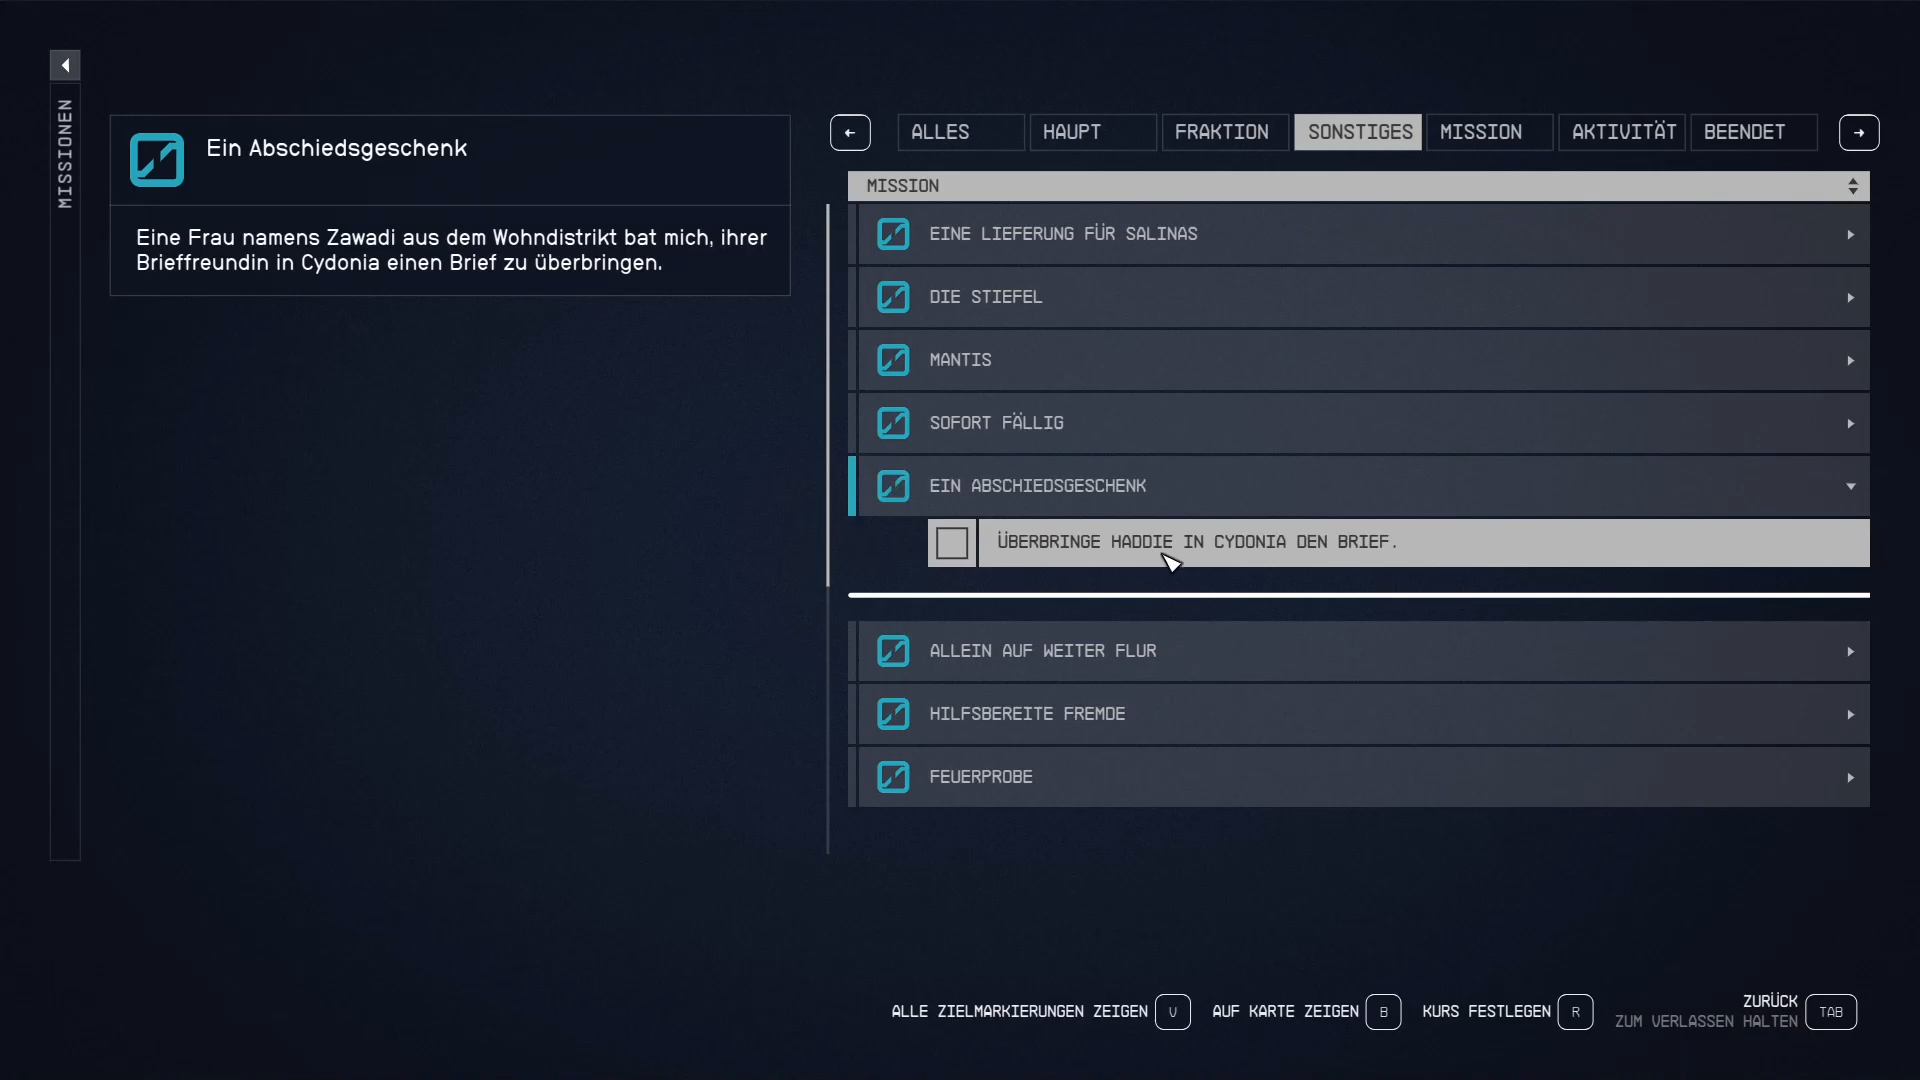 MISSIONEN
Ein Abschiedsgeschenk
Eine Frau namens Zawadi aus dem Wohndistrikt bat mich, ihrer
Brieffreundin in Cydonia einen Brief zu überbringen.
ALLES HAUPT FRAKTION SONSTIGES MISSION AKTIVITÄT BEENDET
MISSION
EINE LIEFERUNG FÜR SALINAS
DIE STIEFEL
MANTIS
SOFORT FÄLLIG
EIN ABSCHIEDSGESCHENK
ÜBERBRINGE HADDIE IN CYDONIA DEN BRIEF.
ALLEIN AUF WEITER FLUR
HILFSBEREITE FREMDE
FEUERPROBE
ALLE ZIELMARKIERUNGEN ZEIGEN V AUF KARTE ZEIGEN B KURS FESTLEGEN R ZURÜCK TAB
ZUM VERLASSEN HALTEN